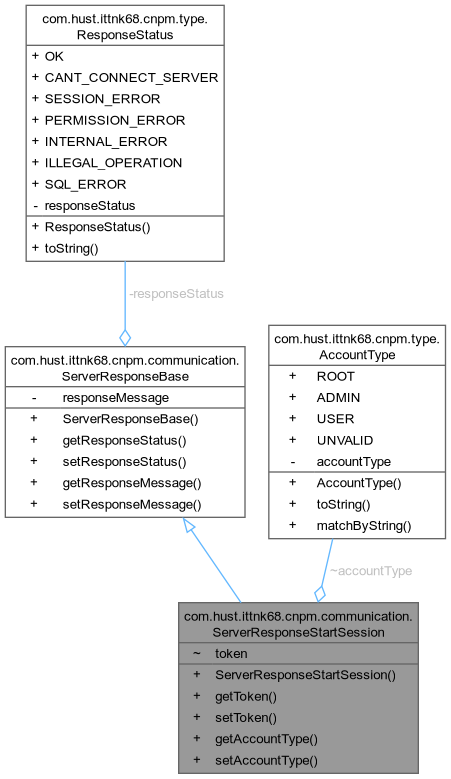 com.hust.ittnk68.cnpm.type.
ResponseStatus
+ OK
+ CANT_CONNECT_SERVER
+ SESSION_ERROR
+ PERMISSION_ERROR
+ INTERNAL_ERROR
+ ILLEGAL_OPERATION
+ SQL_ERROR
- responseStatus
+ ResponseStatus()
+ toString()
-responseStatus
com.hust.ittnk68.cnpm.communication.
ServerResponseBase
- responseMessage
+ ServerResponseBase()
+ getResponseStatus()
+ setResponseStatus()
+ getResponseMessage()
+ setResponseMessage()
com.hust.ittnk68.cnpm.type.
AccountType
+ ROOT
+ ADMIN
+ USER
+ UNVALID
- accountType
+ AccountType()
+ toString()
+ matchByString()
~accountType
com.hust.ittnk68.cnpm.communication.
ServerResponseStartSession
~ token
+ ServerResponseStartSession()
+ getToken()
+ setToken()
+ getAccountType()
+ setAccountType()